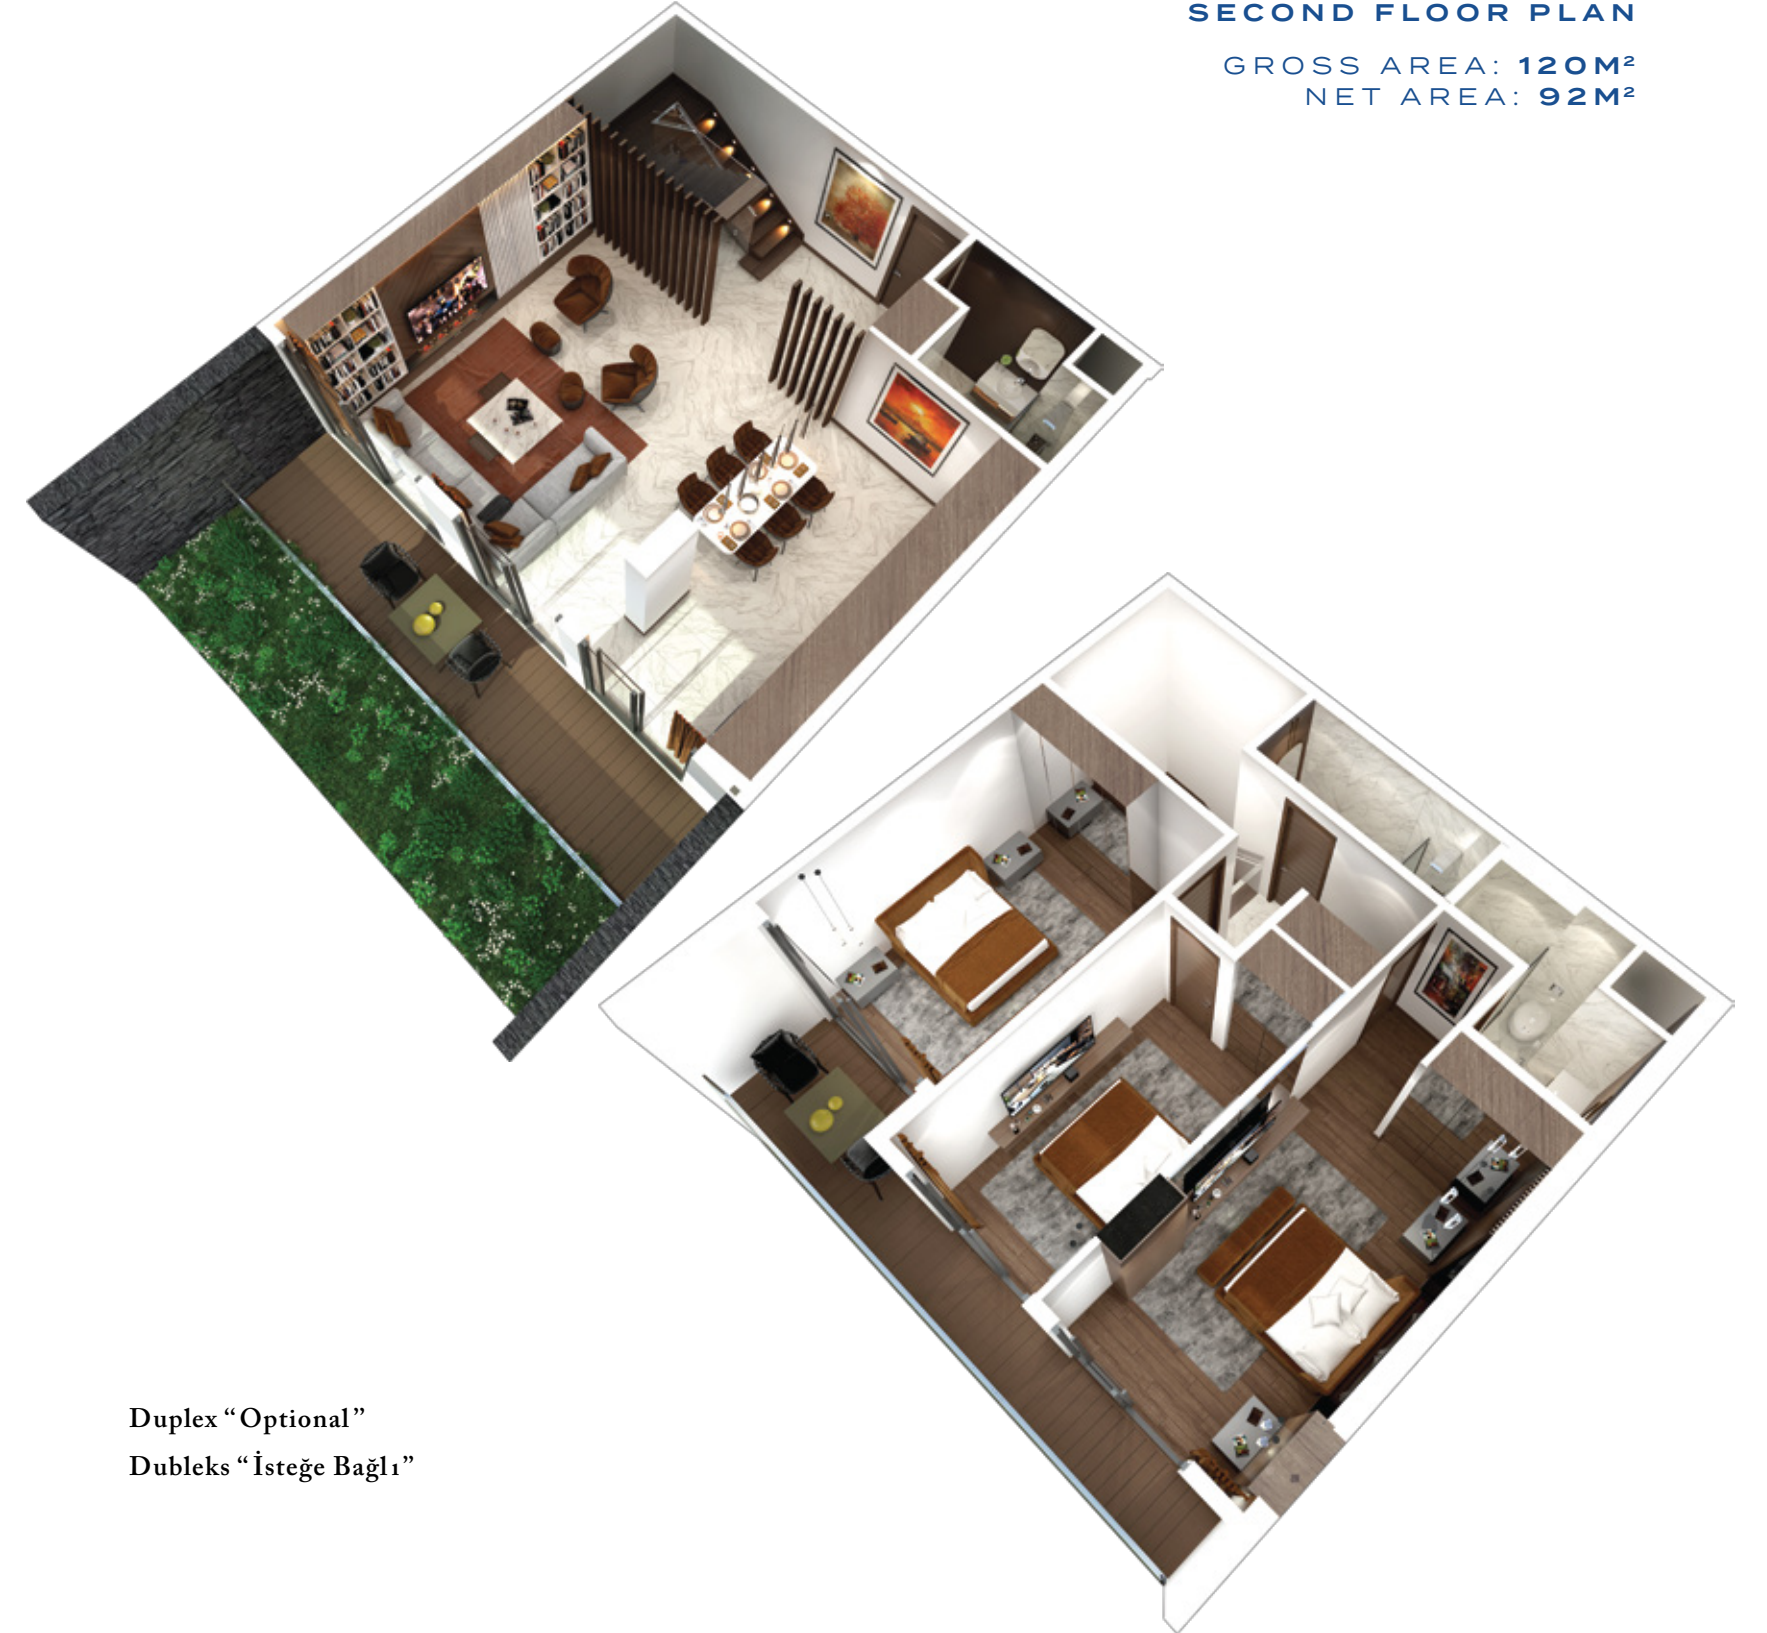 SECOND FLOOR PLAN
GROSS AREA: 120M²
NET AREA: 92M²
Duplex “Optional”
Dubleks “İsteğe Bağlı”